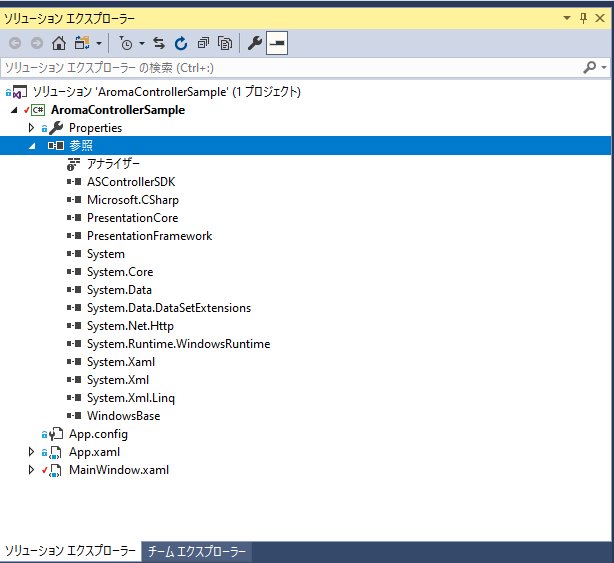 ソリューション エクスプローラー
ソリューション エクスプローラー の検索 (Ctrl+:)
ソリューション 'AromaControllerSample' (1 プロジェクト)
C# AromaControllerSample
Properties
参照
アナライザー
ASControllerSDK
Microsoft.CSharp
PresentationCore
PresentationFramework
System
System.Core
System.Data
System.Data.DataSetExtensions
System.Net.Http
System.Runtime.WindowsRuntime
System.Xaml
System.Xml
System.Xml.Linq
WindowsBase
App.config
App.xaml
MainWindow.xaml
ソリューション エクスプローラー チーム エクスプローラー